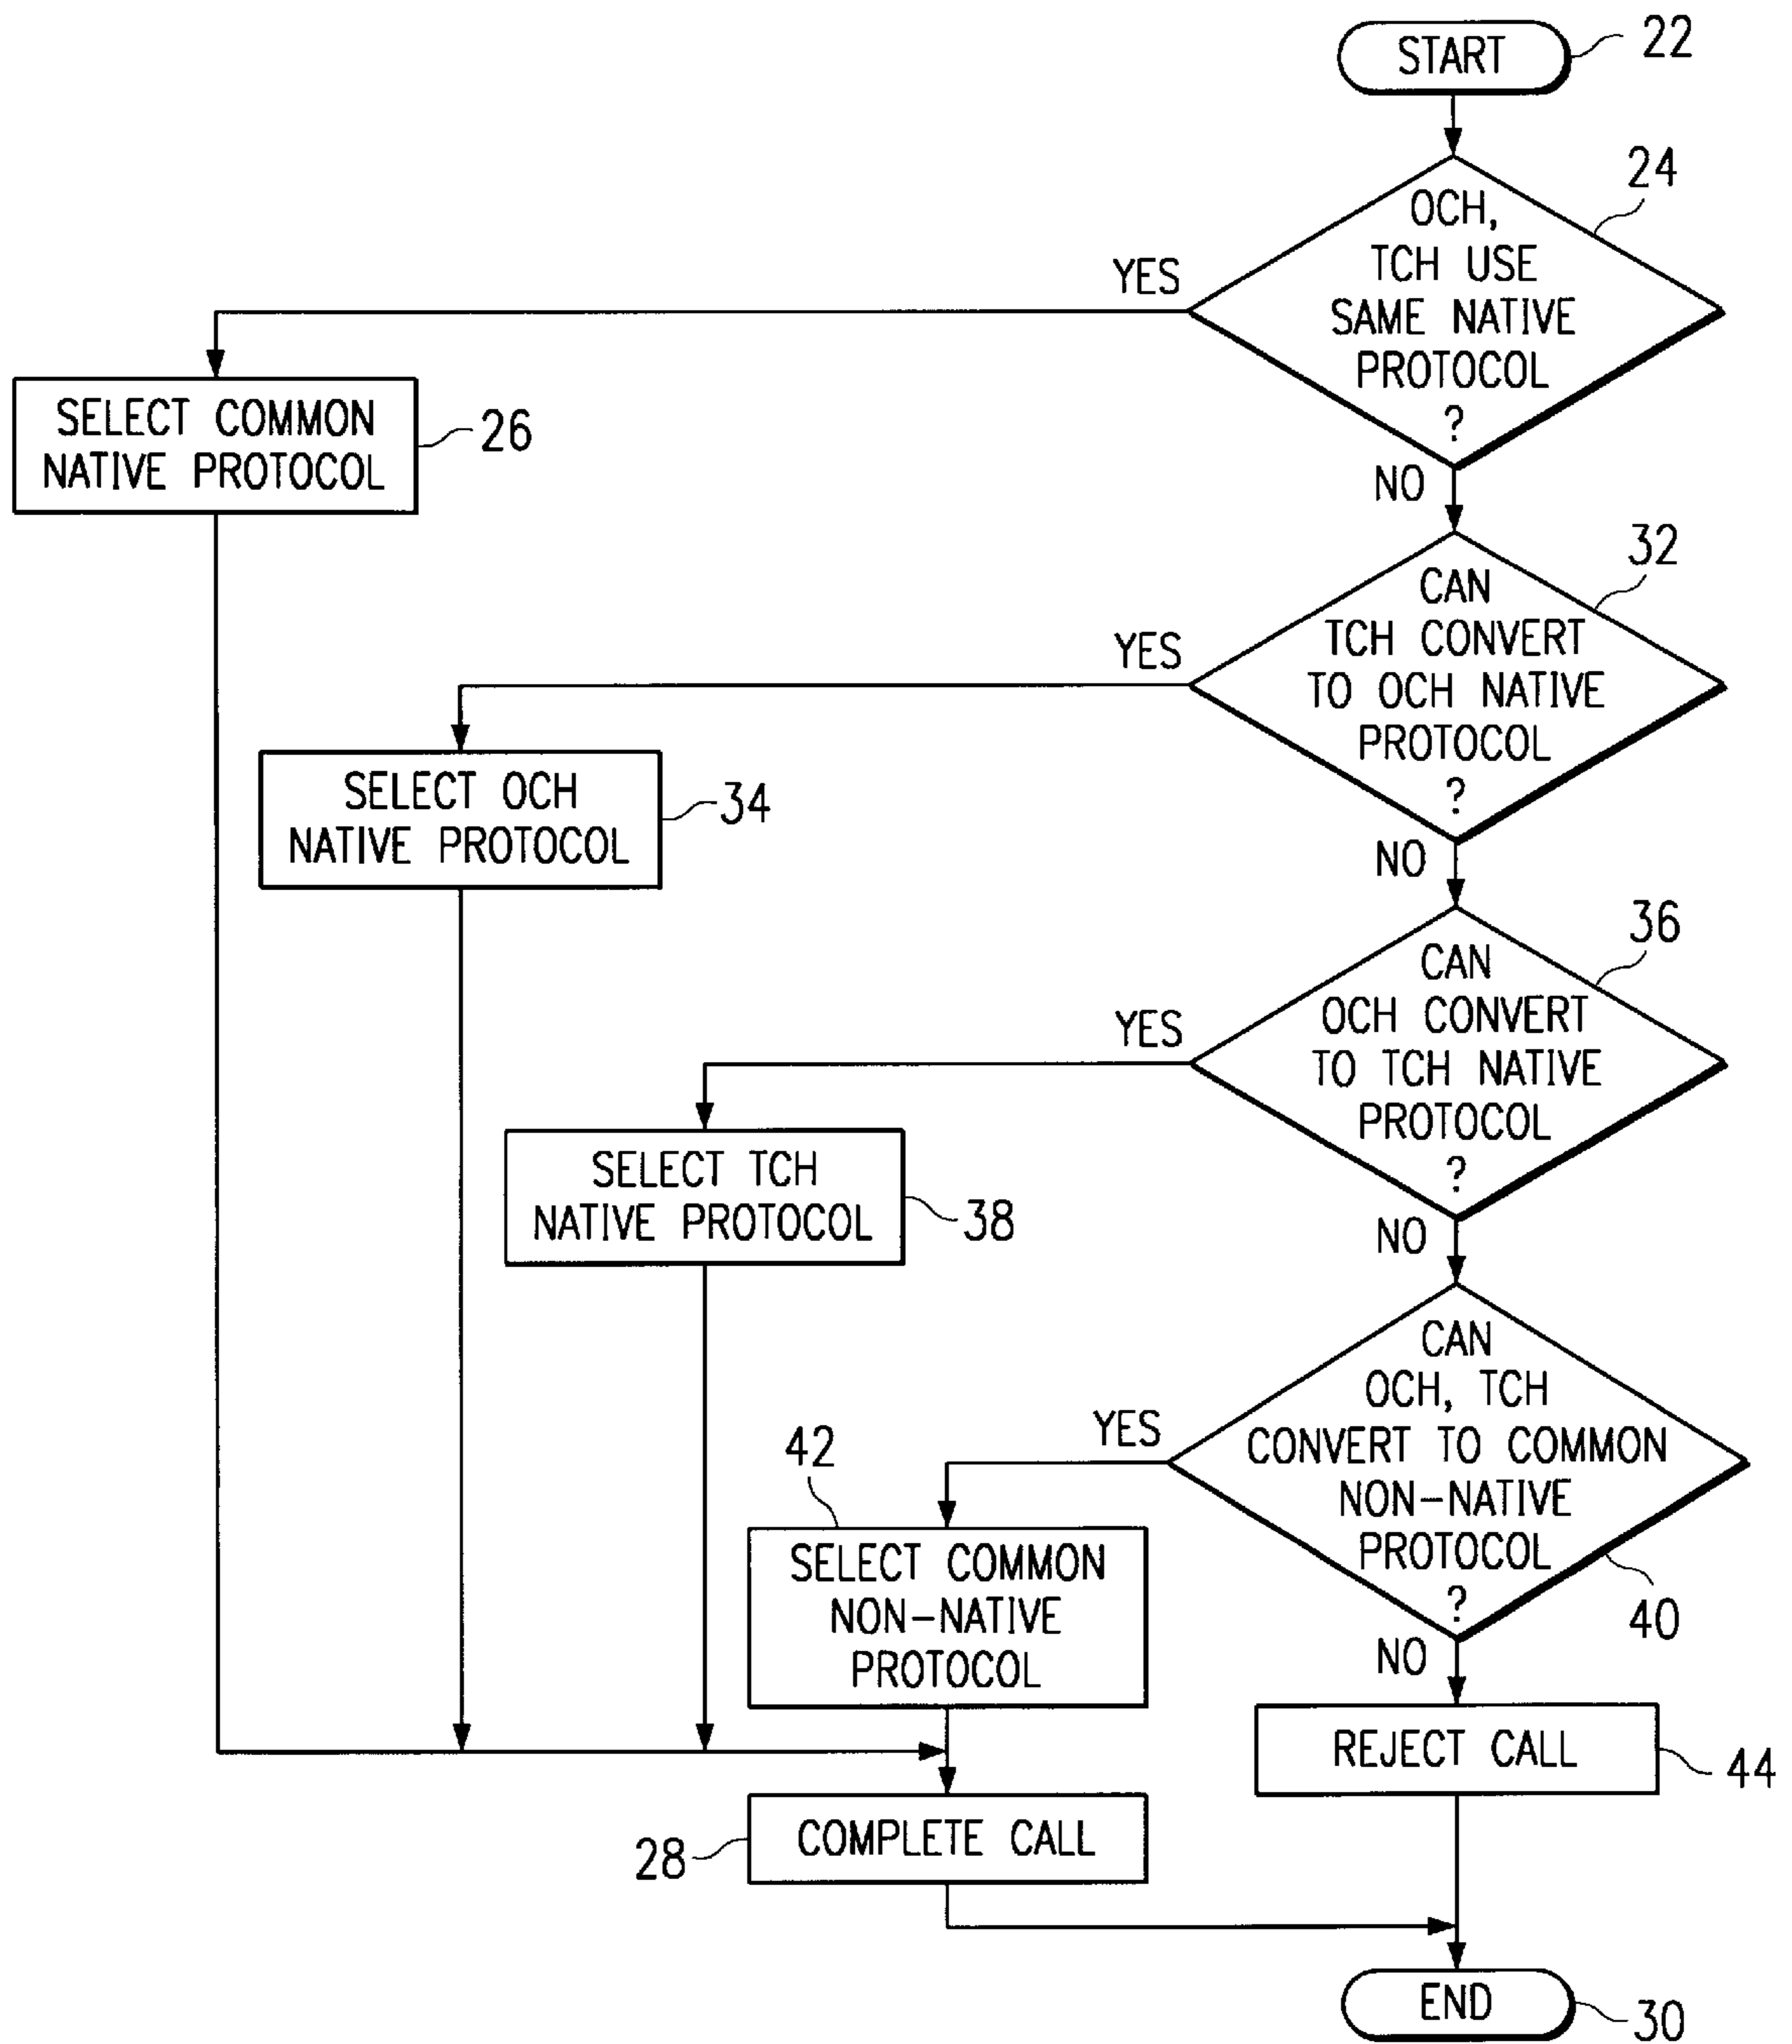 START
22
24
OCH,
TCH USE
SAME NATIVE
PROTOCOL
?
YES
NO
SELECT COMMON
NATIVE PROTOCOL
26
32
CAN
TCH CONVERT
TO OCH NATIVE
PROTOCOL
?
YES
NO
SELECT OCH
NATIVE PROTOCOL
34
36
CAN
OCH CONVERT
TO TCH NATIVE
PROTOCOL
?
YES
NO
SELECT TCH
NATIVE PROTOCOL
38
CAN
OCH, TCH
CONVERT TO COMMON
NON-NATIVE
PROTOCOL
?
40
YES
NO
42
SELECT COMMON
NON-NATIVE
PROTOCOL
REJECT CALL
44
COMPLETE CALL
28
END
30